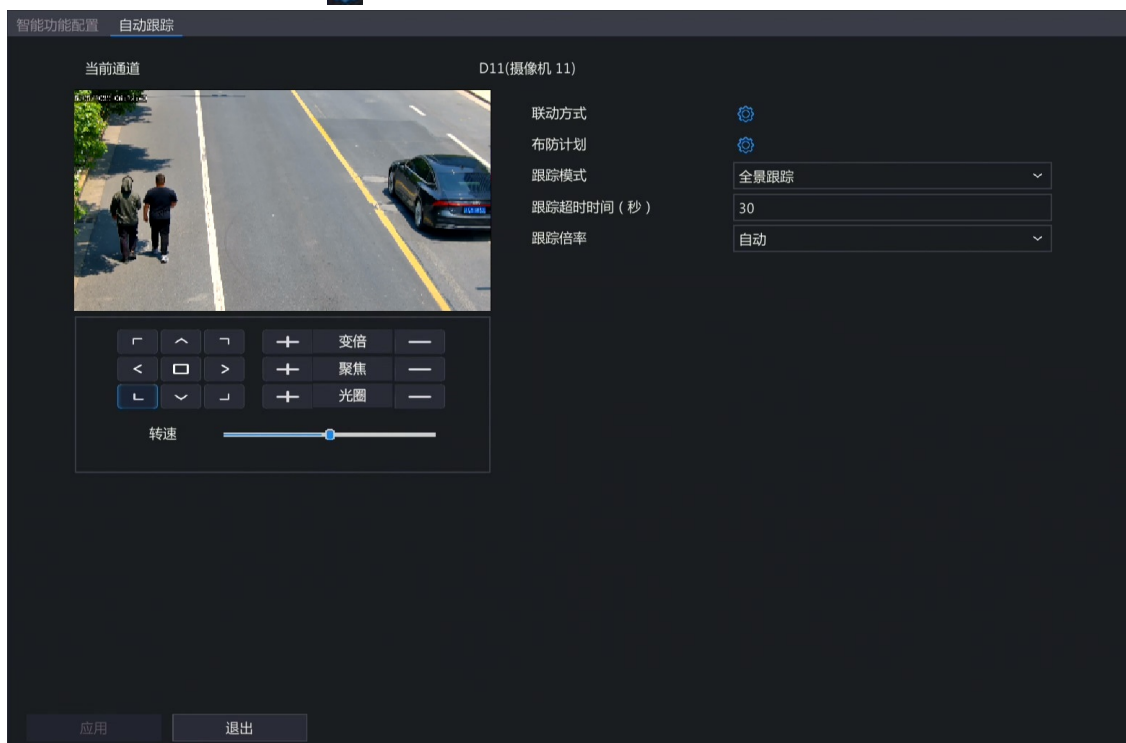 智能功能配置 自动跟踪
当前通道 D11(摄像机 11)
联动方式
布防计划
跟踪模式 全景跟踪
跟踪超时时间（秒） 30
跟踪倍率 自动
变倍
聚焦
光圈
转速
应用 退出